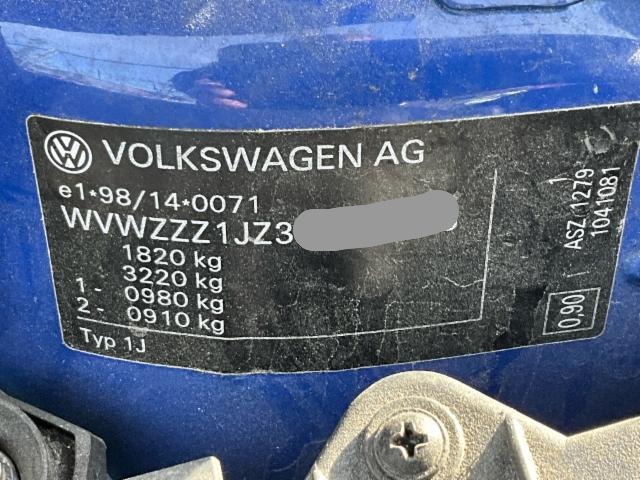 VOLKSWAGEN AG
e1*98/14*0071
WVWZZZ1JZ3
1820 kg
3220 kg
1- 0980 kg
2- 0910 kg
Typ 1J
ASZ 1279
1041081
0,90